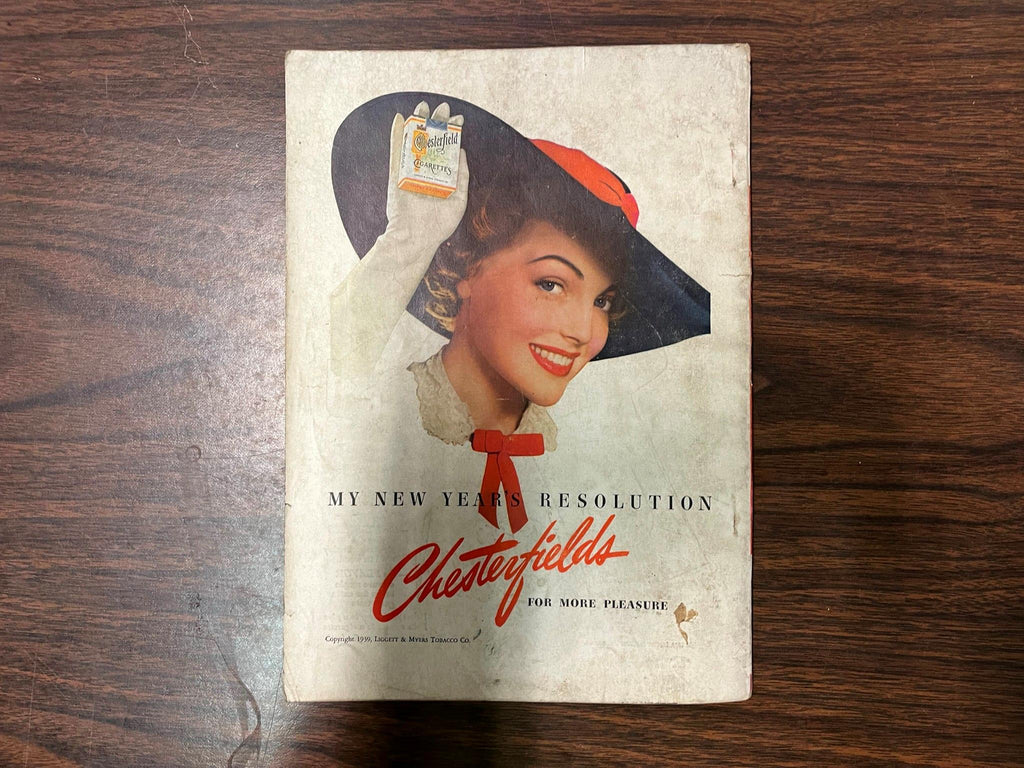 Chesterfield
CIGARETTES
MY NEW YEAR'S RESOLUTION
Chesterfields
FOR MORE PLEASURE
Copyright 1939, LIGGETT & MYERS TOBACCO CO.